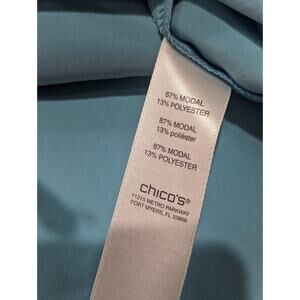 87% MODAL
13% POLYESTER
87% MODAL
13% poliéster
87% MODAL
13% POLYESTER
chico's®
11215 METRO PARKWAY
FORT MYERS, FL 33966